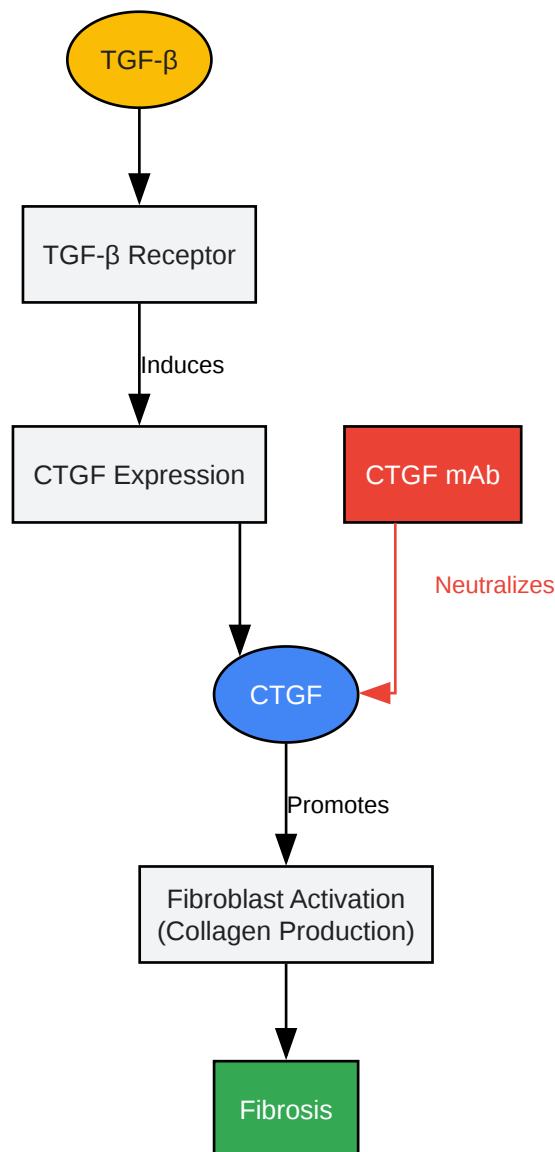 TGF-β
TGF-β Receptor
Induces
CTGF Expression
CTGF mAb
Neutralizes
CTGF
Promotes
Fibroblast Activation
(Collagen Production)
Fibrosis